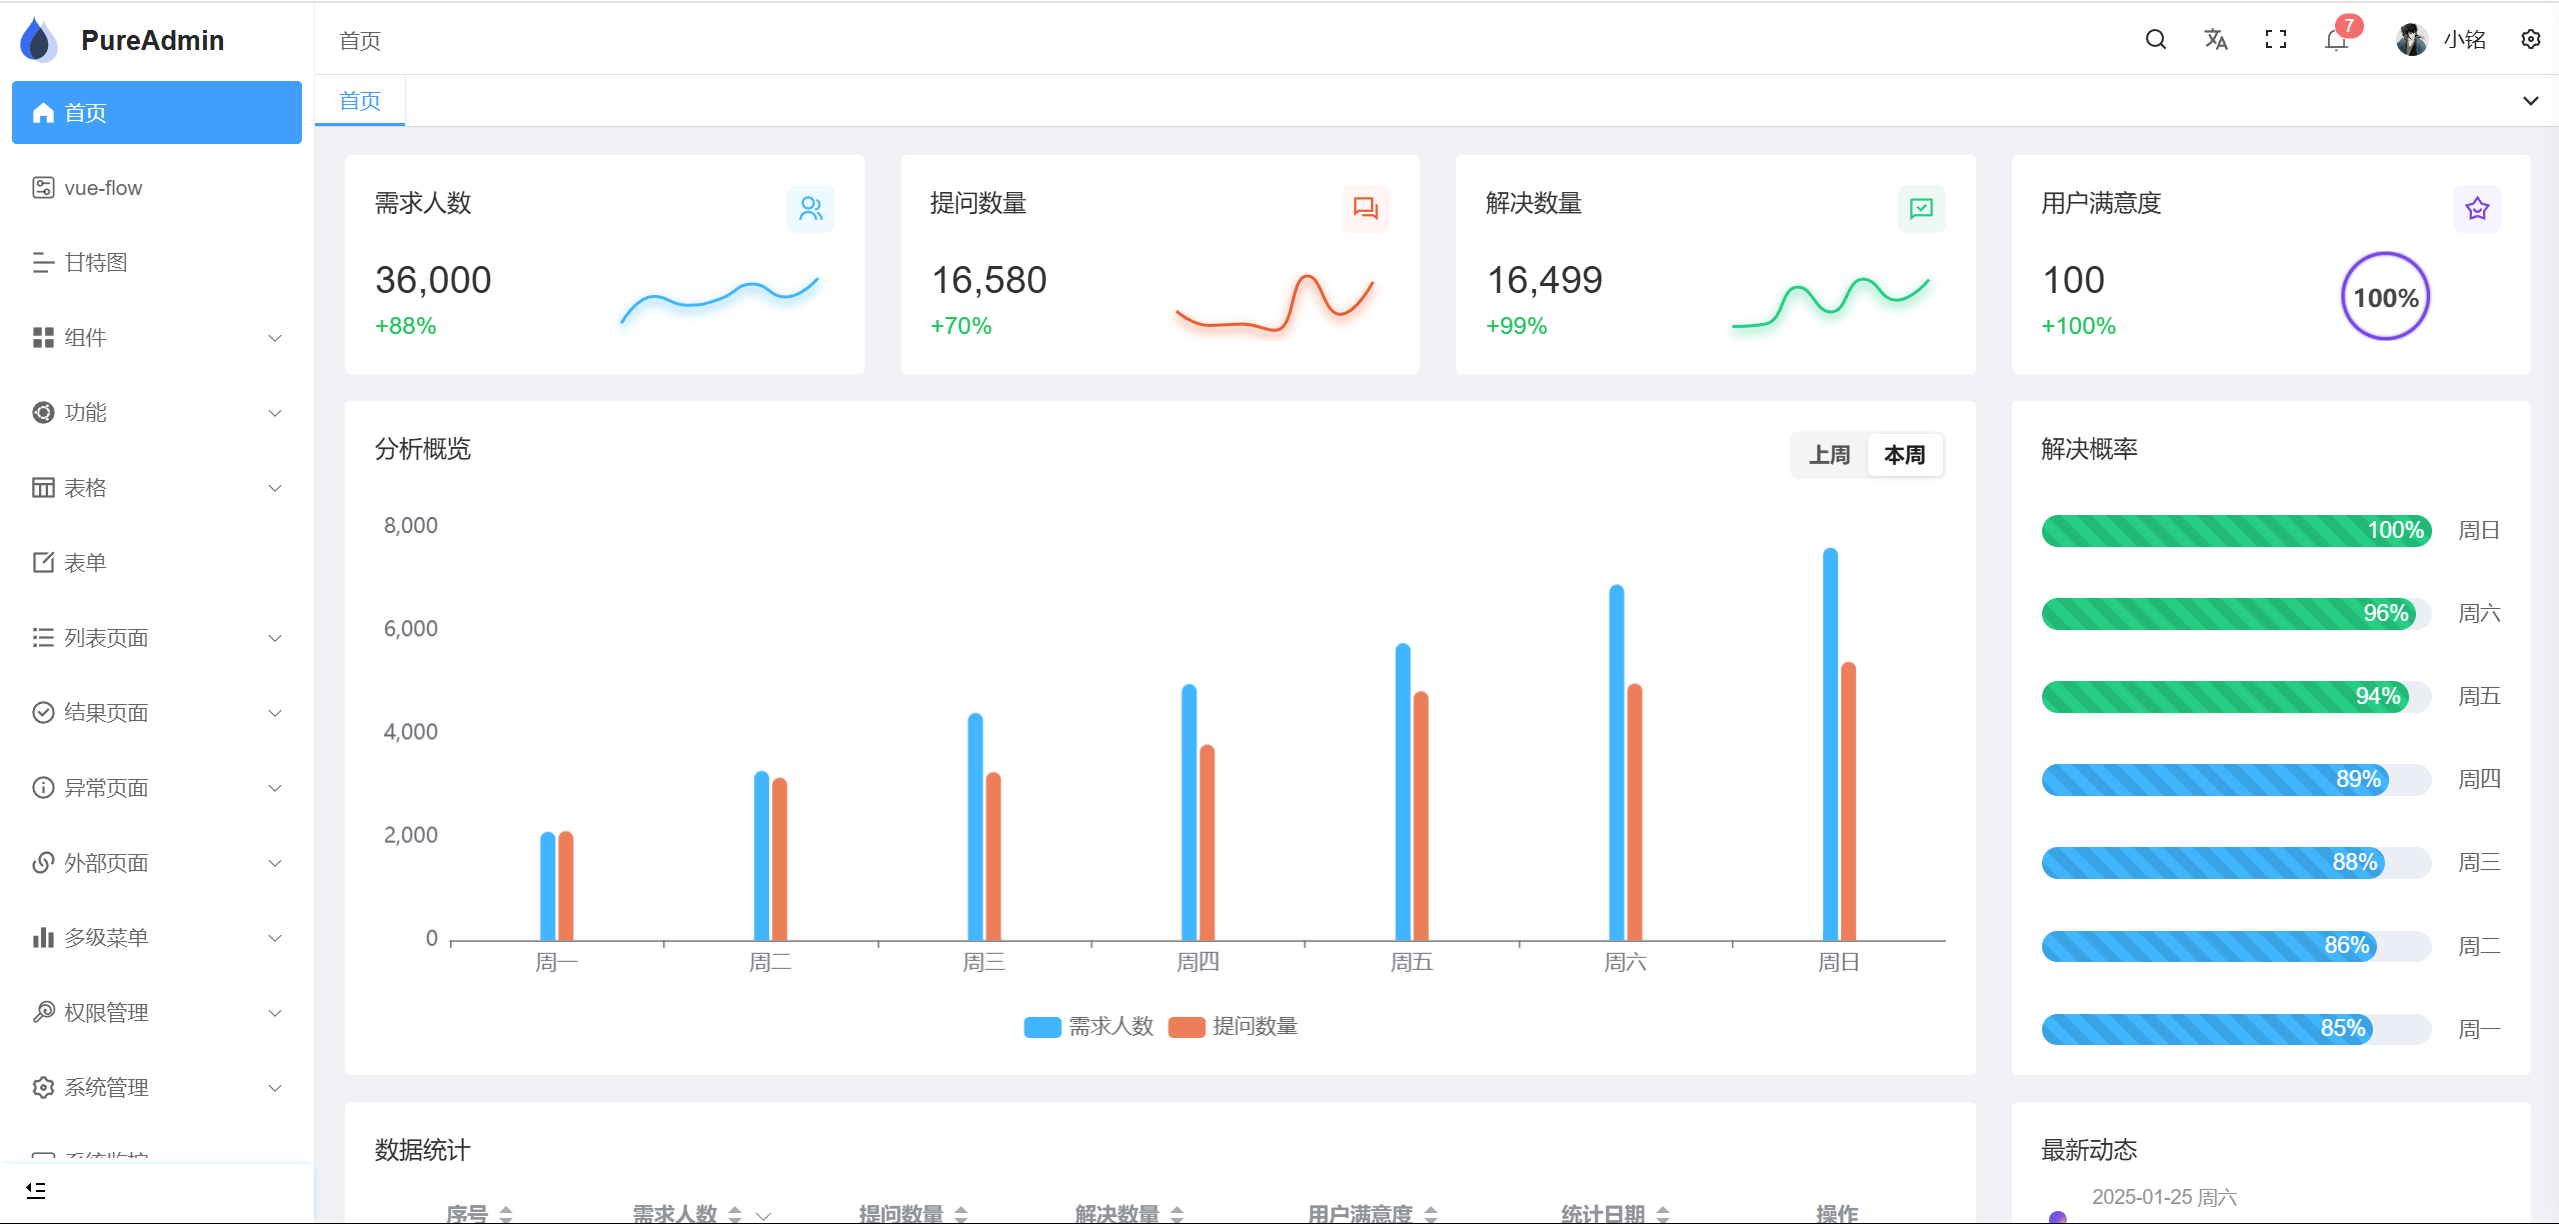 PureAdmin
首页
vue-flow
甘特图
组件
功能
表格
表单
列表页面
结果页面
异常页面
外部页面
多级菜单
权限管理
系统管理
系统监控
首页
7
小铭
首页
需求人数
36,000
+88%
提问数量
16,580
+70%
解决数量
16,499
+99%
用户满意度
100
+100%
100%
分析概览
上周 本周
8,000
6,000
4,000
2,000
0
周一 周二 周三 周四 周五 周六 周日
需求人数 提问数量
解决概率
100% 周日
96% 周六
94% 周五
89% 周四
88% 周三
86% 周二
85% 周一
数据统计
序号 需求人数 提问数量 解决数量 用户满意度 统计日期 操作
最新动态
2025-01-25 周六